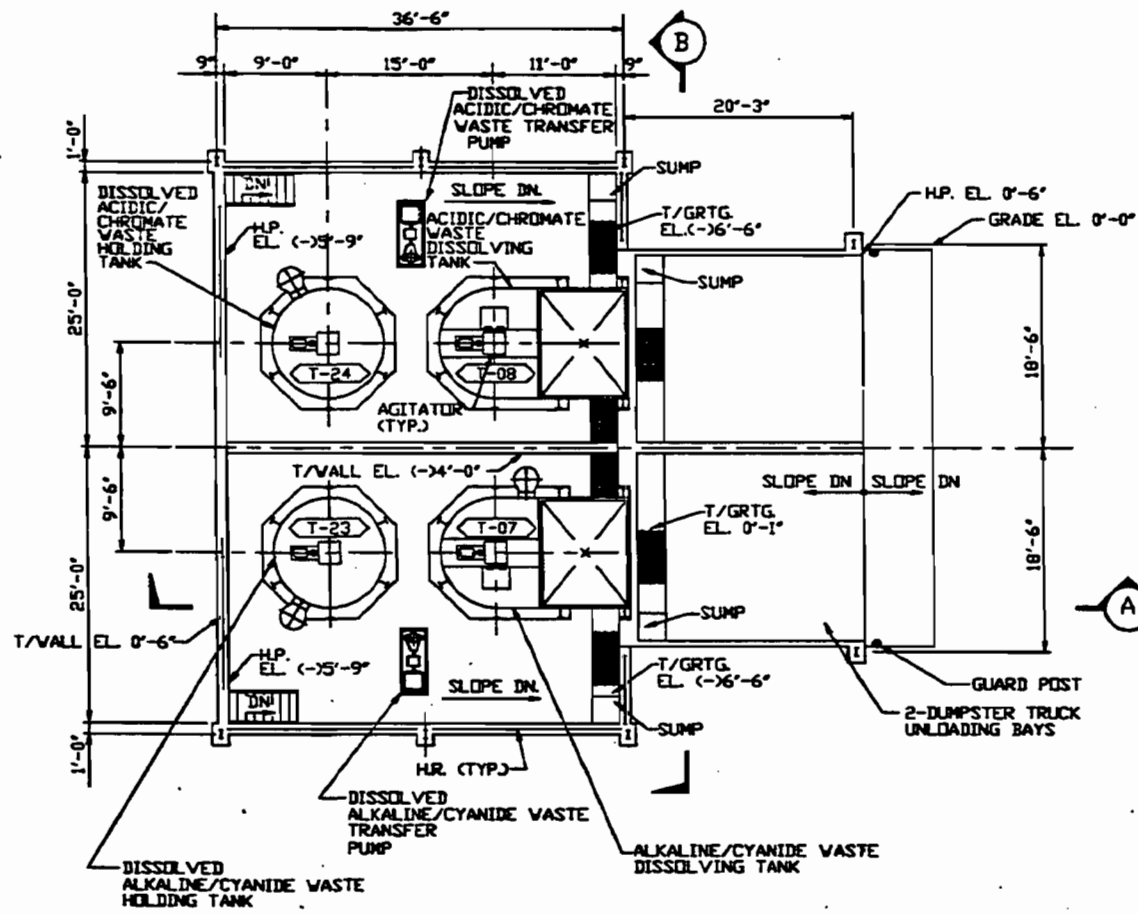 36'-6"
B
9" 9'-0" 15'-0" 11'-0" 9"
20'-3"
DISSOLVED
ACIDIC/CHROMATE
WASTE TRANSFER
PUMP
1'-0"
SUMP
DN
SLOPE DN.
DISSOLVED
ACIDIC/
CHROMATE
WASTE
HOLDING
TANK
H.P.
EL. (-)5'-9"
ACIDIC/CHROMATE
WASTE
DISSOLVING
TANK
T/GRTG.
EL.(-)6'-6"
H.P. EL. 0'-6"
GRADE EL. 0'-0"
SUMP
25'-0"
9'-6"
18'-6"
T-24
T-08
AGITATOR
(TYP.)
T/WALL EL. (-)4'-0"
SLOPE DN
SLOPE DN
9'-6"
T-23
T-07
T/GRTG.
EL. 0'-1"
18'-6"
25'-0"
SUMP
A
T/WALL EL. 0'-6"
H.P.
EL. (-)5'-9"
T/GRTG.
EL. (-)6'-6"
SLOPE DN.
DN
GUARD POST
SUMP
2-DUMPSTER TRUCK
UNLOADING BAYS
1'-0"
H.R. (TYP.)
DISSOLVED
ALKALINE/CYANIDE WASTE
TRANSFER
PUMP
ALKALINE/CYANIDE WASTE
DISSOLVING TANK
DISSOLVED
ALKALINE/CYANIDE WASTE
HOLDING TANK